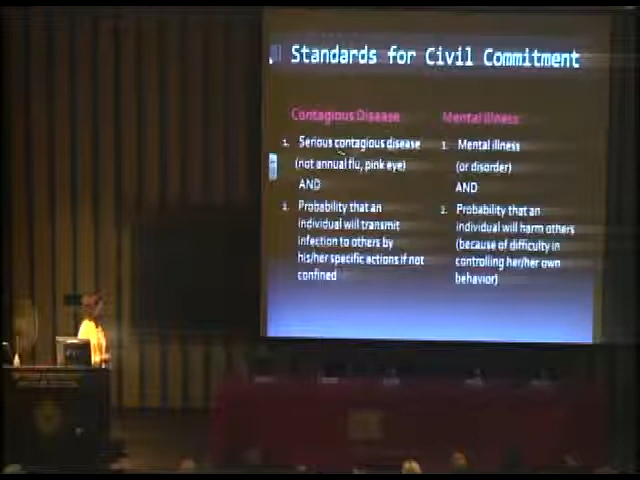 Standards for Civil Commitment
Contagious Disease
1. Serious contagious disease
(not annual flu, pink eye)
AND
Probability that an
individual will transmit
infection to others by
his/her specific actions if not
confined
Mental Illness
1. Mental illness
(or disorder)
AND
Probability that an
individual will harm others
(because of difficulty in
controlling her/her own
behavior)